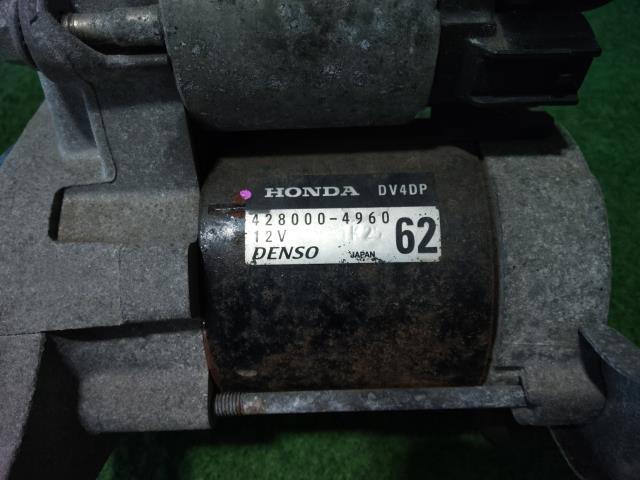 HONDA DV4DP
428000-4960
12V 62
DENSO JAPAN